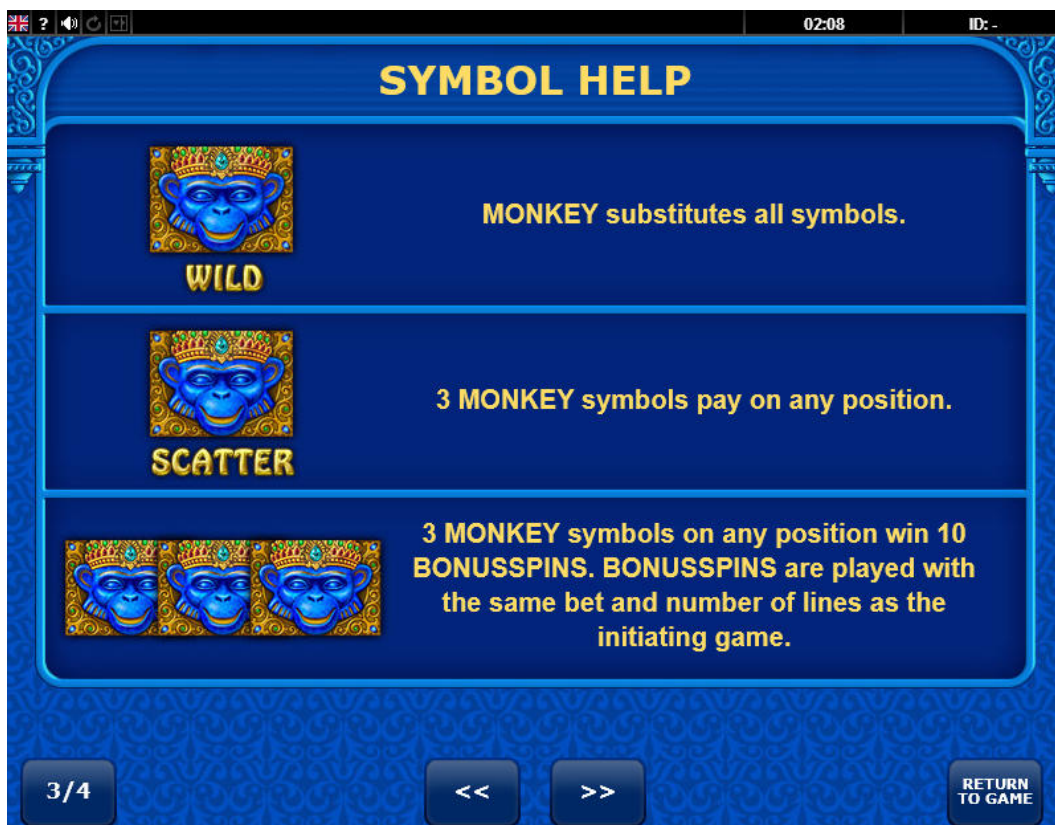 ? 02:08 ID: -
SYMBOL HELP
MONKEY substitutes all symbols.
WILD
3 MONKEY symbols pay on any position.
SCATTER
3 MONKEY symbols on any position win 10
BONUSSPINS. BONUSSPINS are played with
the same bet and number of lines as the
initiating game.
3/4 << >> RETURN
TO GAME